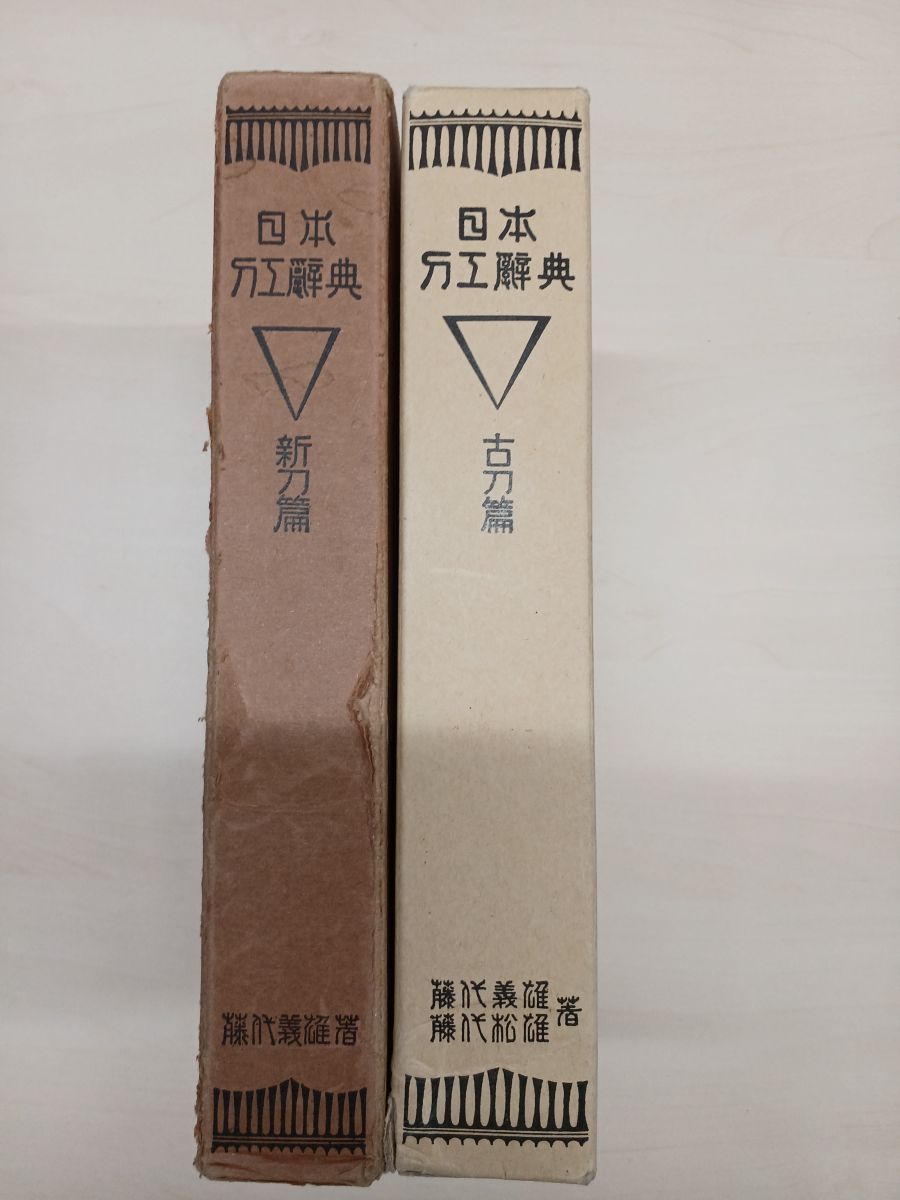 日本
刀工辭典
新刀篇
藤代義雄著
日本
刀工辭典
古刀篇
藤代義雄
藤代松雄
著